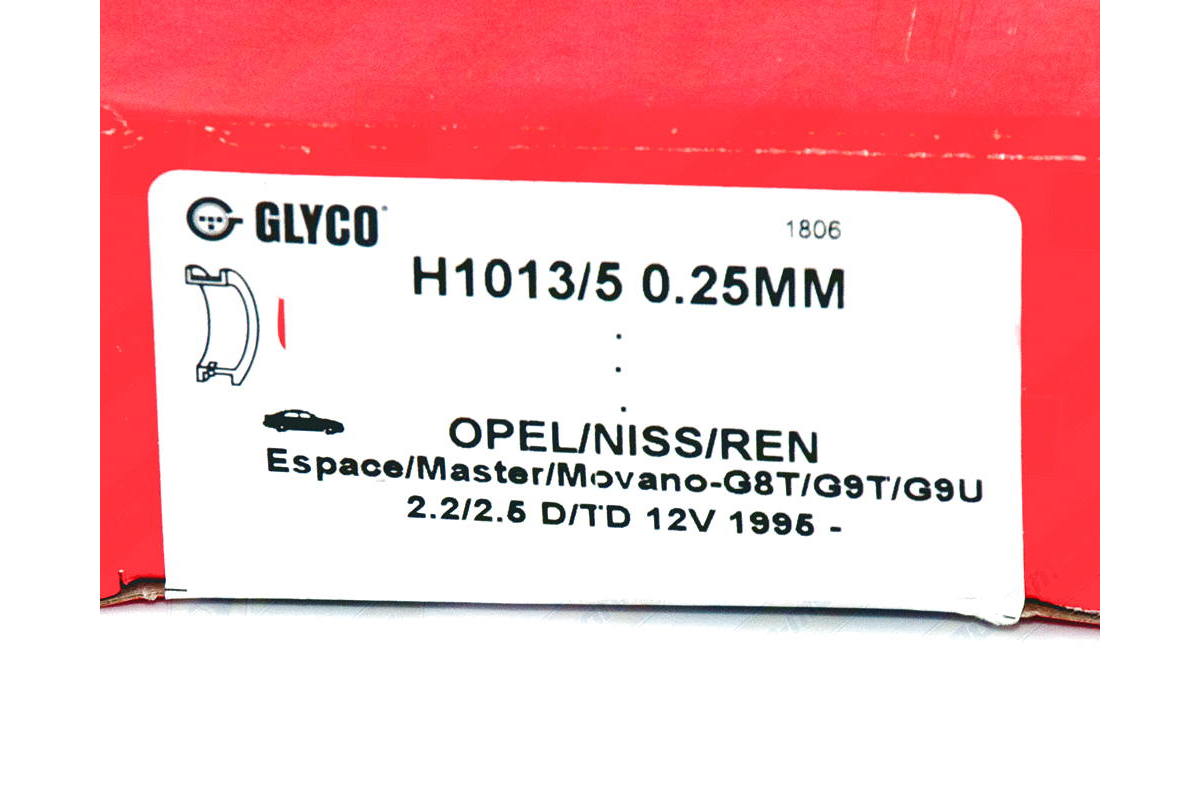 GLYCO
1806
H1013/5 0.25MM
.
.
.
OPEL/NISS/REN
Espace/Master/Movano-G8T/G9T/G9U
2.2/2.5 D/TD 12V 1995 -